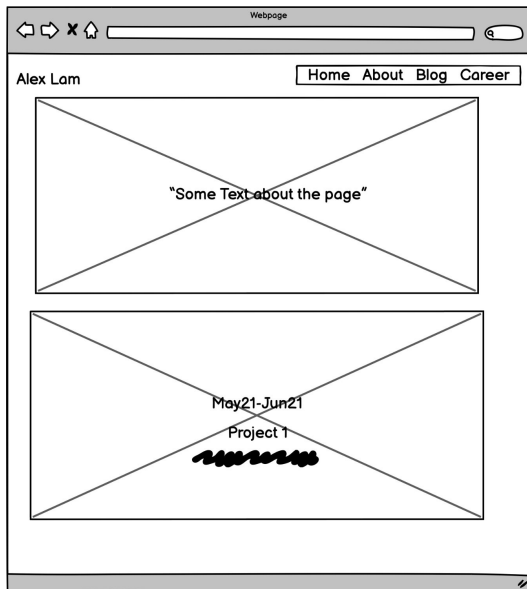 Webpage
Alex Lam
Home About Blog Career
"Some Text about the page"
May21-Jun21
Project 1